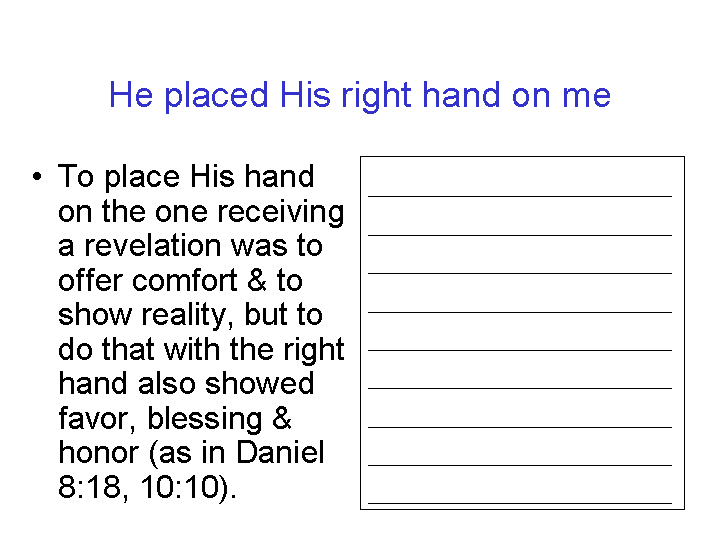 He placed His right hand on me
• To place His hand
on the one receiving
a revelation was to
offer comfort & to
show reality, but to
do that with the right
hand also showed
favor, blessing &
honor (as in Daniel
8:18, 10:10).